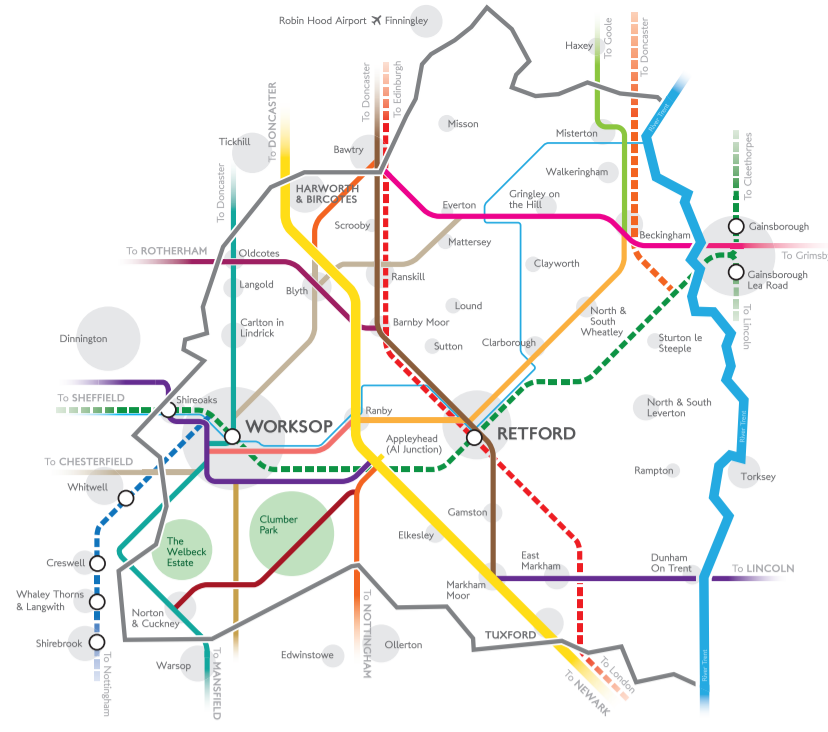 Robin Hood Airport Finningley
Haxey
To Goole
To Doncaster
To Doncaster
To Edinburgh
To DONCASTER
River Trent
Misson
Misterton
Tickhill
Bawtry
To Cleethorpes
To Doncaster
Walkeringham
HARWORTH
& BIRCOTES
Gringley on
the Hill
Everton
Scrooby
Gainsborough
Beckingham
Mattersey
To ROTHERHAM
Oldcotes
To Grimsb
Clayworth
Ranskill
Gainsborough
Lea Road
Langold
Blyth
Lound
To Lincoln
North &
South
Wheatley
Barnby Moor
Carlton in
Lindrick
Dinnington
Sutton
Clarborough
Sturton le
Steeple
To SHEFFIELD
Shireoaks
Ranby
North & South
Leverton
WORKSOP
RETFORD
River Trent
Appleyhead
(A1 Junction)
To CHESTERFIELD
Rampton
Torksey
Whitwell
Gamston
Clumber
Park
Elkesley
The
Welbeck
Estate
Creswell
East
Markham
Dunham
On Trent
To LINCOLN
Markham
Moor
Whaley Thorns
& Langwith
Norton
& Cuckney
TUXFORD
Shirebrook
To NOTTINGHAM
Ollerton
Edwinstowe
Warsop
To Nottingham
To MANSFIELD
To London
To NEWARK
River Trent